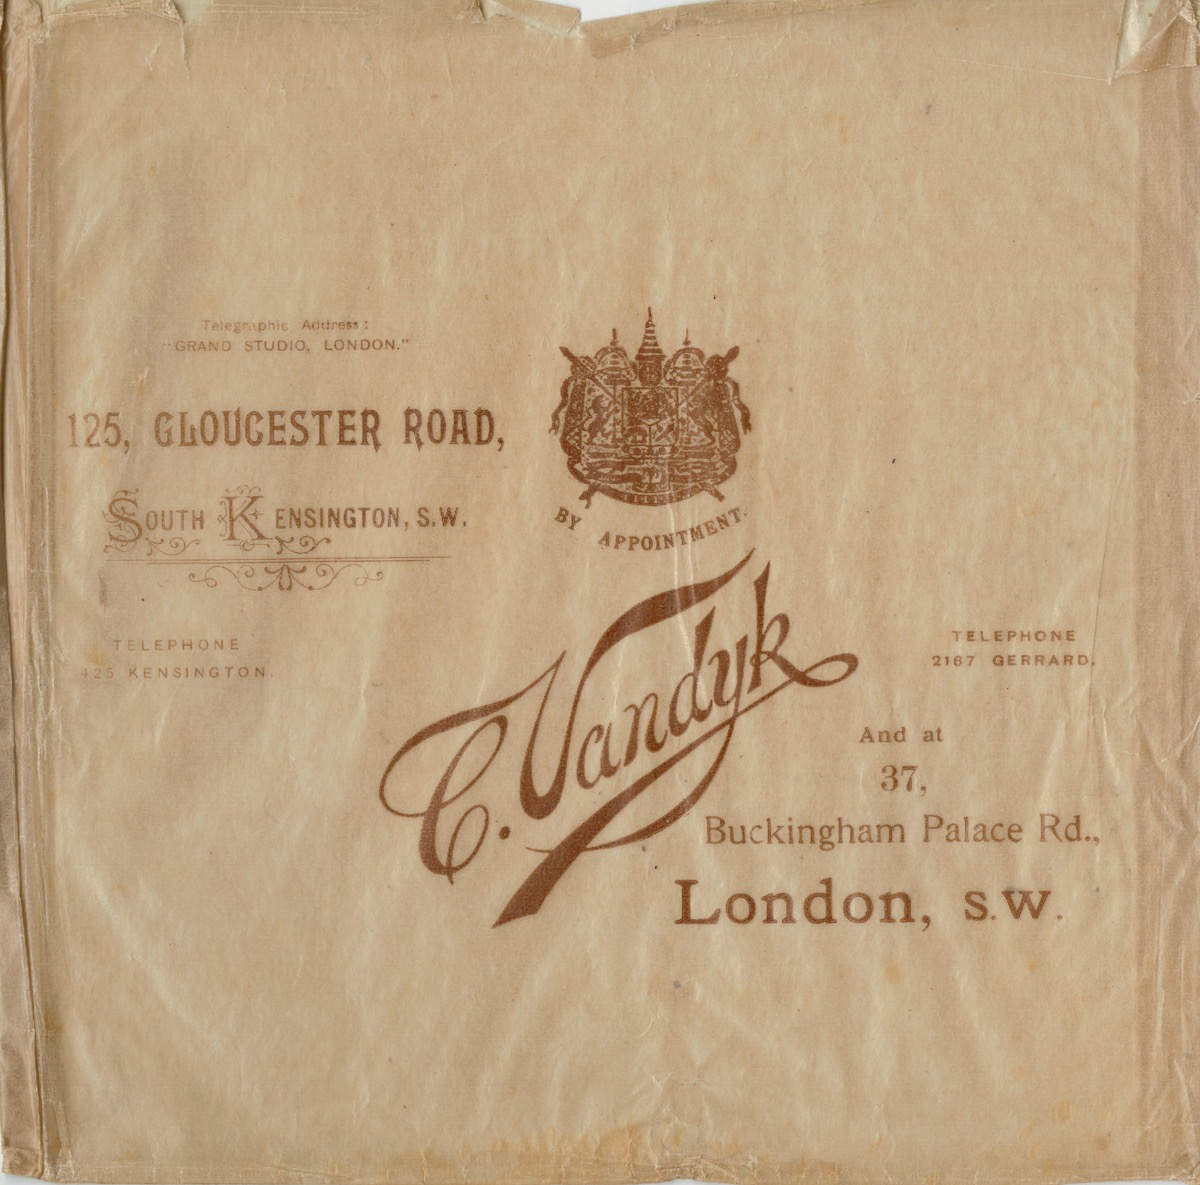 Telegraphic Address:
"GRAND STUDIO, LONDON."
125, GLOUCESTER ROAD,
SOUTH KENSINGTON, S.W.
TELEPHONE
425 KENSINGTON.
BY APPOINTMENT.
C. Vandyk
TELEPHONE
2167 GERRARD.
And at
37,
Buckingham Palace Rd.,
London, S.W.